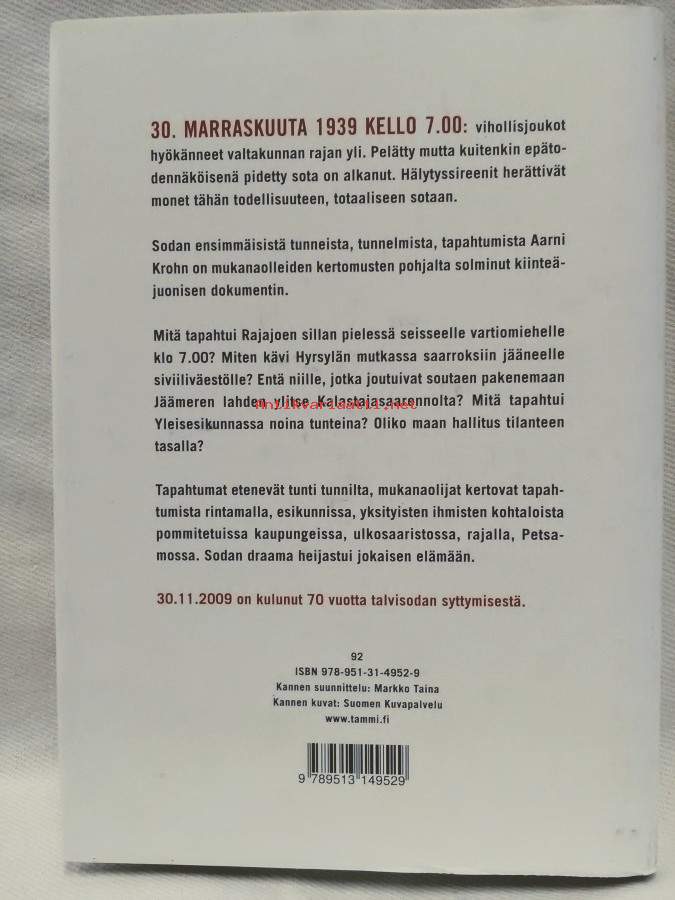 30. MARRASKUUTA 1939 KELLO 7.00: vihollisjoukot
hyökänneet valtakunnan rajan yli. Pelätty mutta kuitenkin epäto-
dennäköisenä pidetty sota on alkanut. Hälytyssireenit herättivät
monet tähän todellisuuteen, totaaliseen sotaan.
Sodan ensimmäisistä tunneista, tunnelmista, tapahtumista Aarni
Krohn on mukanaolleiden kertomusten pohjalta solminut kiinteä-
juonisen dokumentin.
Mitä tapahtui Rajajoen sillan pielessä seisseelle vartiomiehelle
klo 7.00? Miten kävi Hyrsylän mutkassa saarroksiin jääneelle
siviiliväestölle? Entä niille, jotka joutuivat soutaen pakenemaan
Jäämeren lahden ylitse Kalastajasaarennolta? Mitä tapahtui
Antikvariaatti.net
Yleisesikunnassa noina tunteina? Oliko maan hallitus tilanteen
tasalla?
Tapahtumat etenevät tunti tunnilta, mukanaolijat kertovat tapah-
tumista rintamalla, esikunnissa, yksityisten ihmisten kohtaloista
pommitetuissa kaupungeissa, ulkosaaristossa, rajalla, Petsa-
mossa. Sodan draama heijastui jokaisen elämään.
30.11.2009 on kulunut 70 vuotta talvisodan syttymisestä.
92
ISBN 978-951-31-4952-9
Kannen suunnittelu: Markko Taina
Kannen kuvat: Suomen Kuvapalvelu
www.tammi.fi
9 789513 149529